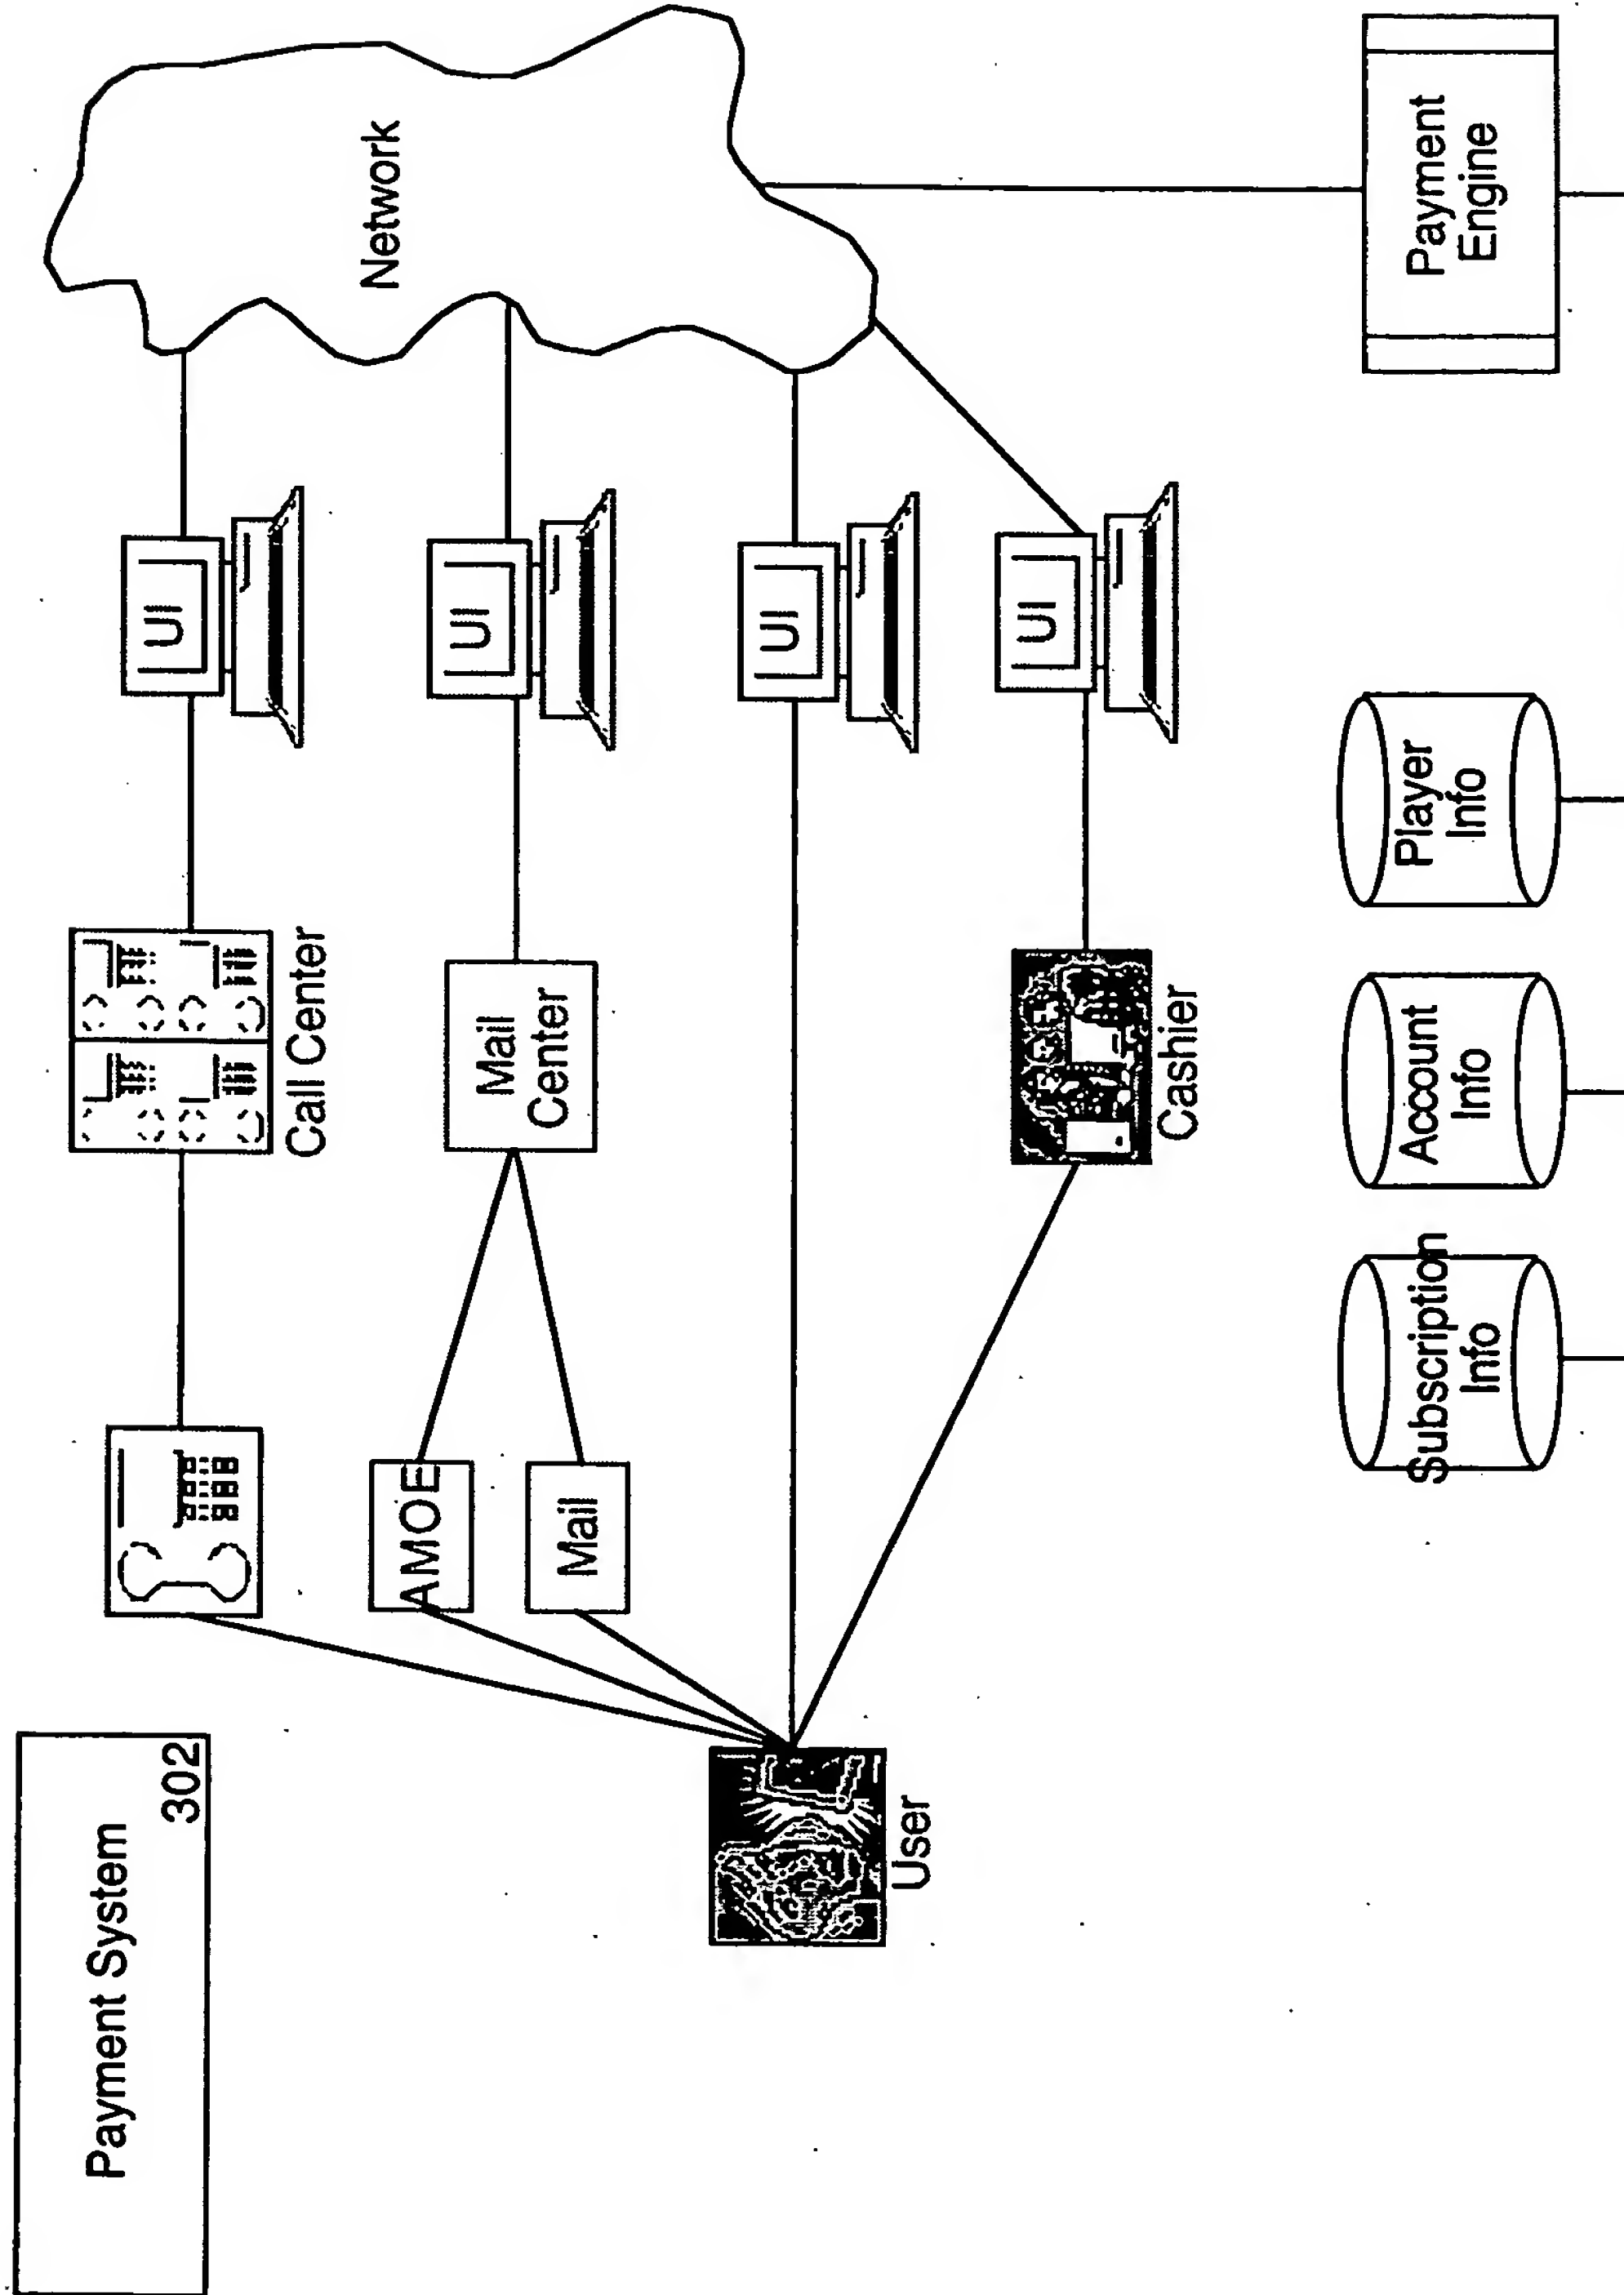 Payment System
302
Call Center
UI
Network
AMOE
Mail
Mail
Center
UI
User
UI
Cashier
UI
Subscription
Info
Account
Info
Player
Info
Payment
Engine